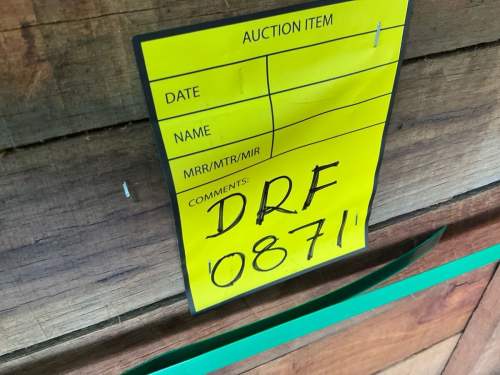 AUCTION ITEM
DATE
NAME
MRR/MTR/MIR
COMMENTS:
DRF
0871